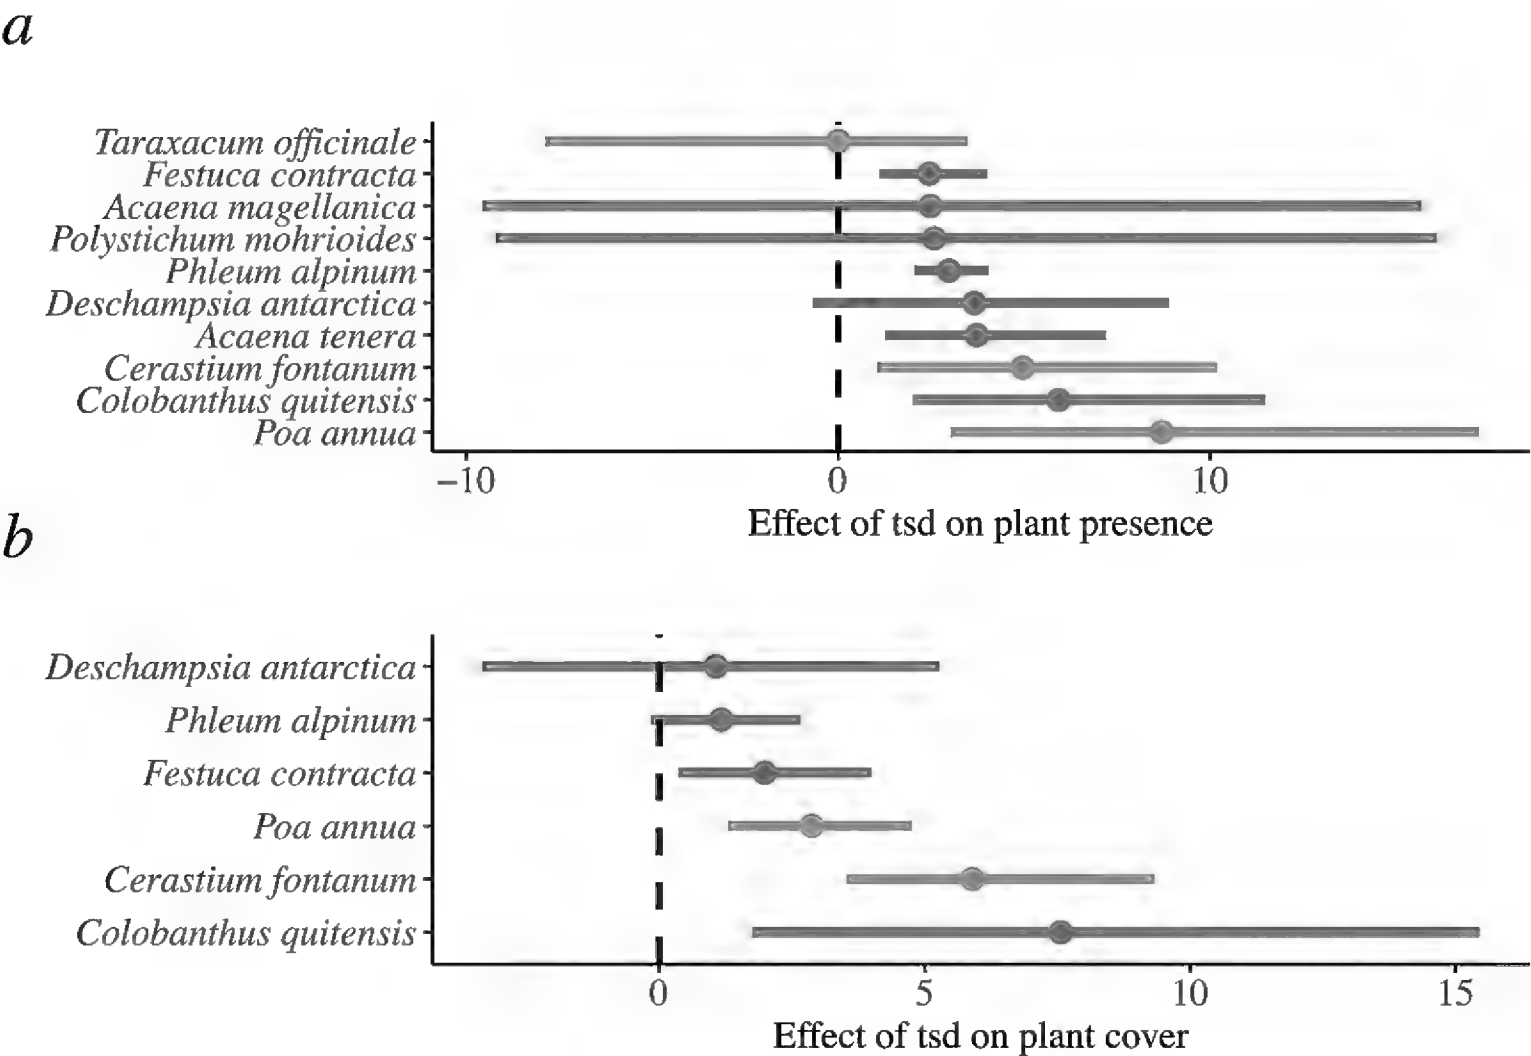 a
Taraxacum officinale
Festuca contracta
Acaena magellanica
Polystichum mohrioides
Phleum alpinum
Deschampsia antarctica
Acaena tenera
Cerastium fontanum
Colobanthus quitensis
Poa annua
−10 0 10
Effect of tsd on plant presence
b
Deschampsia antarctica
Phleum alpinum
Festuca contracta
Poa annua
Cerastium fontanum
Colobanthus quitensis
0 5 10 15
Effect of tsd on plant cover